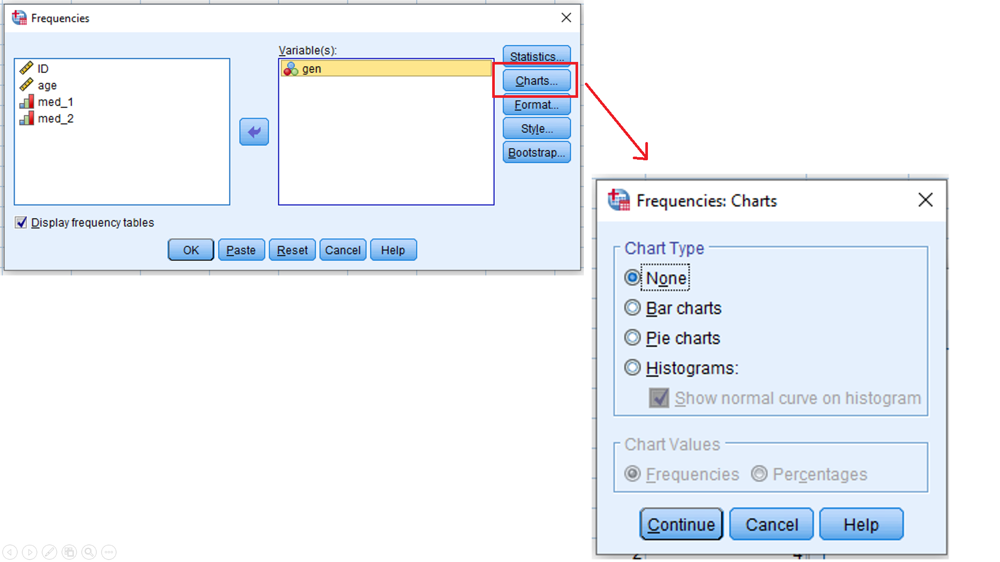 Frequencies
Variable(s):
ID
age
med_1
med_2
gen
Statistics...
Charts...
Format...
Style...
Bootstrap...
Display frequency tables
OK Paste Reset Cancel Help
Frequencies: Charts
Chart Type
None
Bar charts
Pie charts
Histograms:
Show normal curve on histogram
Chart Values
Frequencies Percentages
Continue Cancel Help